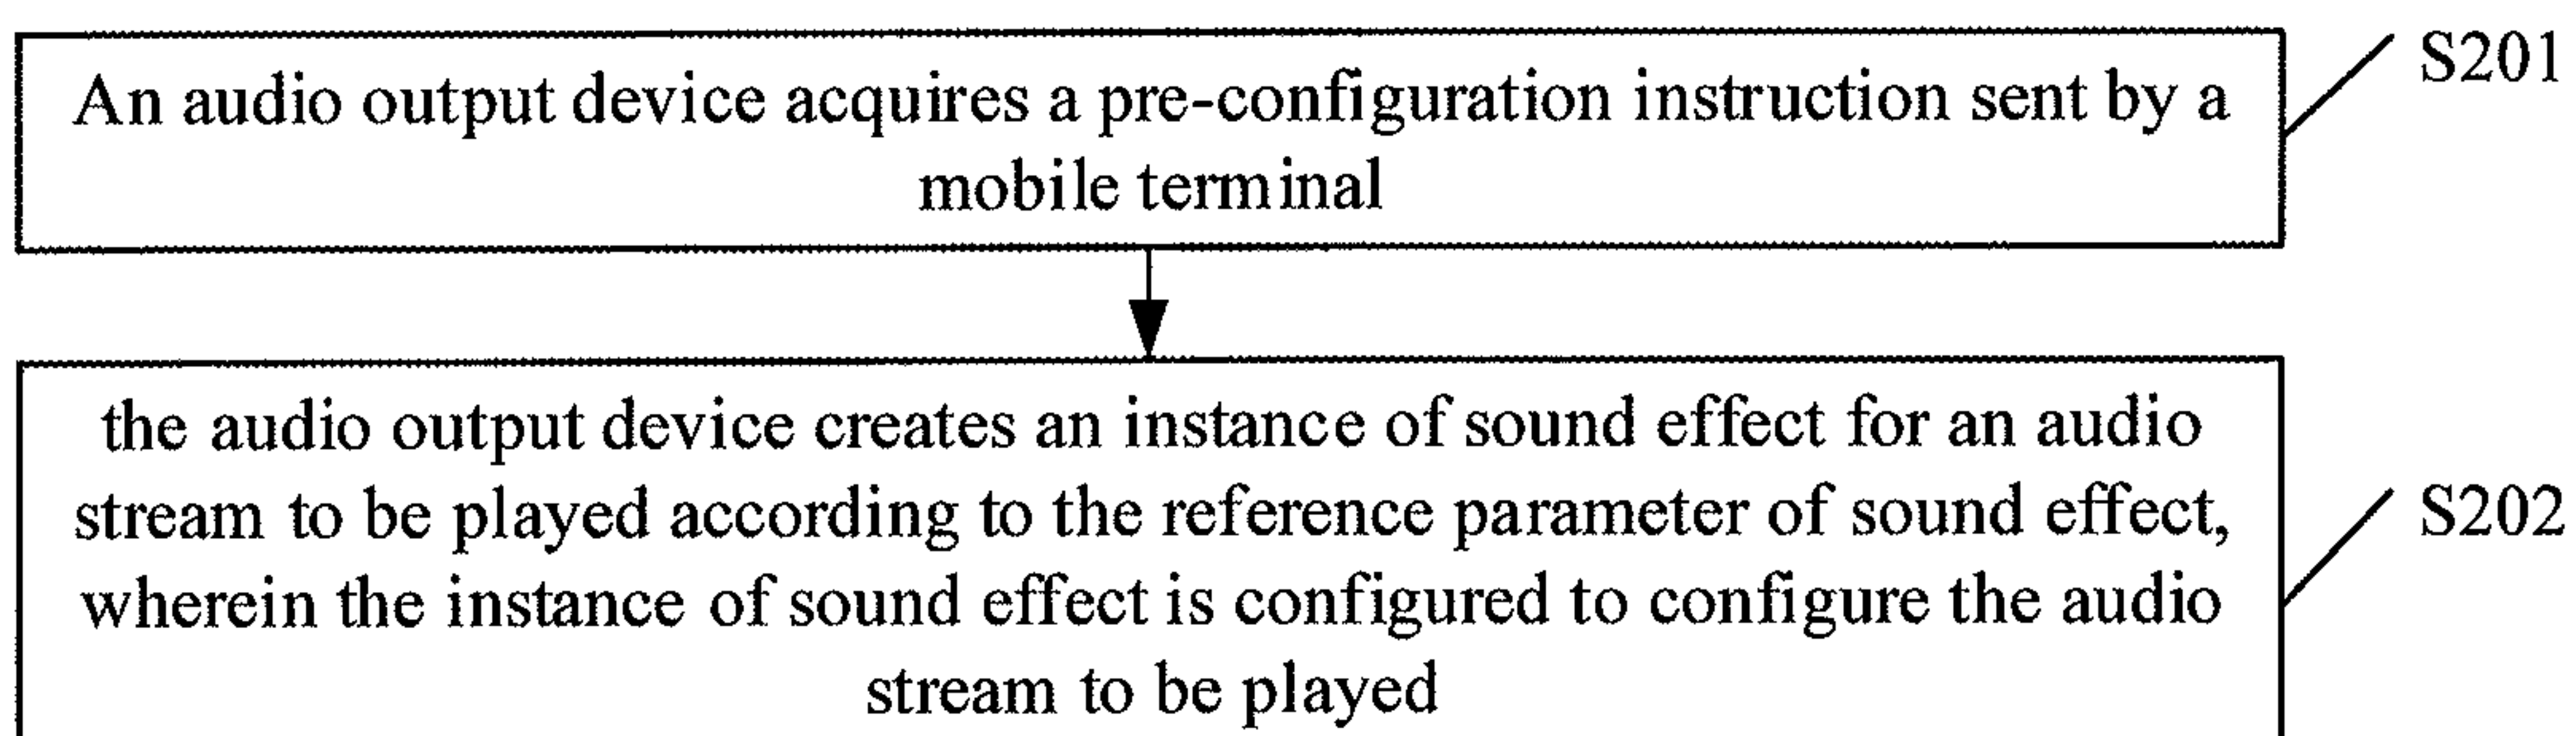 An audio output device acquires a pre-configuration instruction sent by a
mobile terminal
S201
the audio output device creates an instance of sound effect for an audio
stream to be played according to the reference parameter of sound effect,
wherein the instance of sound effect is configured to configure the audio
stream to be played
S202